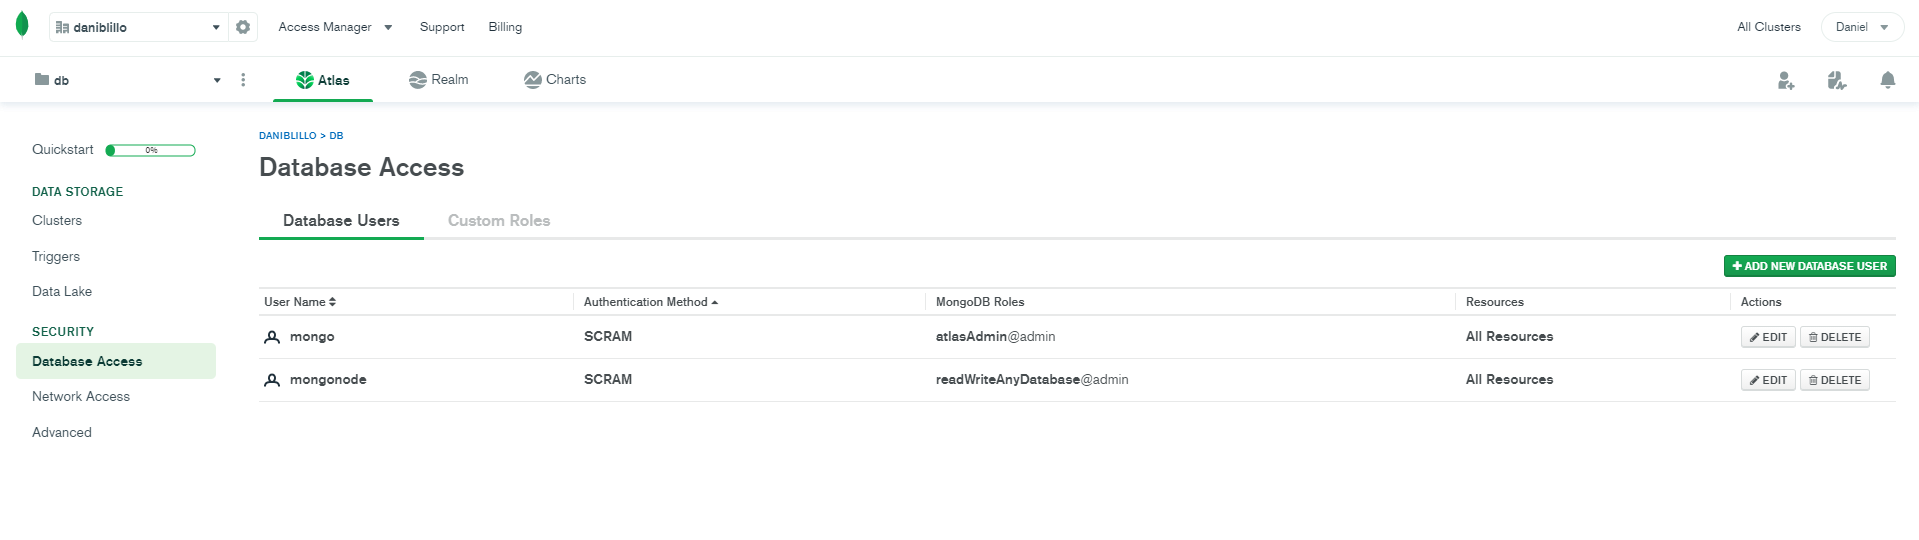 daniblillo Access Manager Support Billing All Clusters Daniel
db Atlas Realm Charts
Quickstart 0%
DATA STORAGE
Clusters
Triggers
Data Lake
SECURITY
Database Access
Network Access
Advanced
DANIBLILLO > DB
Database Access
Database Users Custom Roles
ADD NEW DATABASE USER
User Name Authentication Method MongoDB Roles Resources Actions
mongo SCRAM atlasAdmin@admin All Resources EDIT DELETE
mongonode SCRAM readWriteAnyDatabase@admin All Resources EDIT DELETE